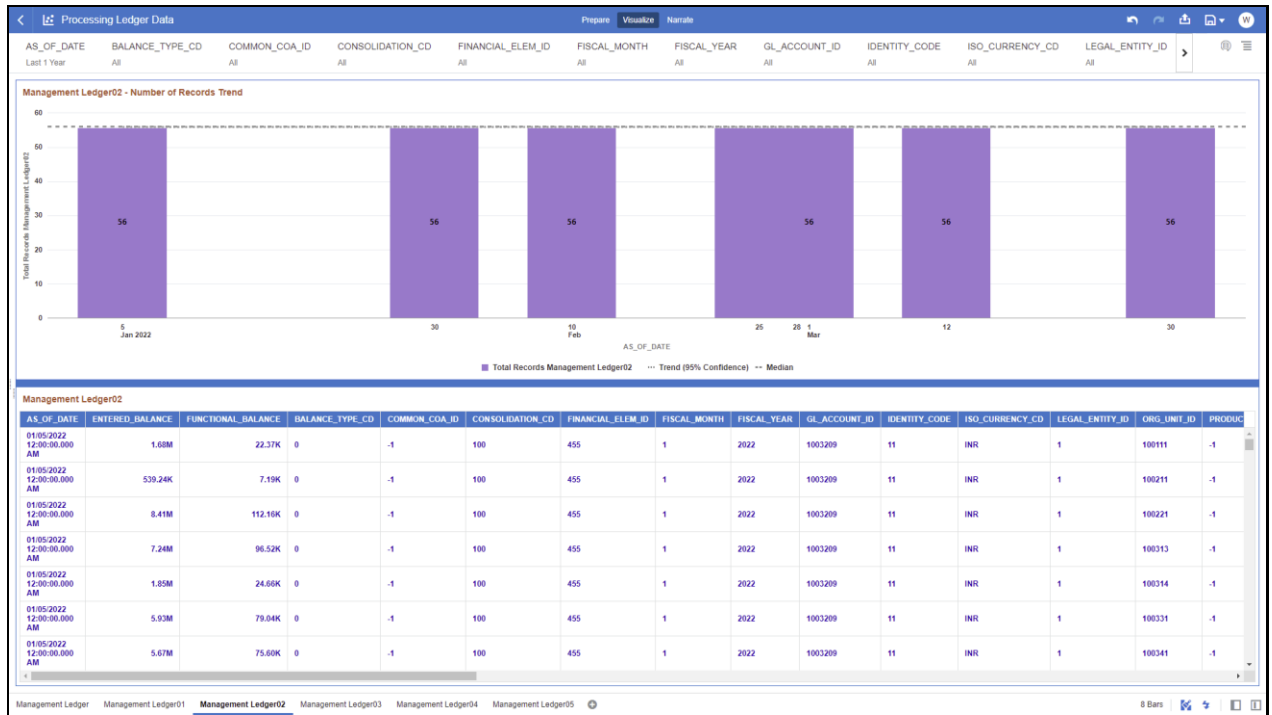 Processing Ledger Data
Prepare Visualize Narrate
W
AS_OF_DATE BALANCE_TYPE_CD COMMON_COA_ID CONSOLIDATION_CD FINANCIAL_ELEM_ID FISCAL_MONTH FISCAL_YEAR GL_ACCOUNT_ID IDENTITY_CODE ISO_CURRENCY_CD LEGAL_ENTITY_ID
Last 1 Year All All All All All All All All All All
Management Ledger02 - Number of Records Trend
Total Records Management Ledger02
60
50
40
30
20
10
0
56 56 56 56 56 56
5 30 10 25 28 1 12 30
Jan 2022 Feb Mar
AS_OF_DATE
Total Records Management Ledger02 ··· Trend (95% Confidence) -- Median
Management Ledger02
AS_OF_DATE ENTERED_BALANCE FUNCTIONAL_BALANCE BALANCE_TYPE_CD COMMON_COA_ID CONSOLIDATION_CD FINANCIAL_ELEM_ID FISCAL_MONTH FISCAL_YEAR GL_ACCOUNT_ID IDENTITY_CODE ISO_CURRENCY_CD LEGAL_ENTITY_ID ORG_UNIT_ID PRODUC
01/05/2022
12:00:00.000 1.68M 22.37K 0 -1 100 455 1 2022 1003209 11 INR 1 100111 -1
AM
01/05/2022
12:00:00.000 539.24K 7.19K 0 -1 100 455 1 2022 1003209 11 INR 1 100211 -1
AM
01/05/2022
12:00:00.000 8.41M 112.16K 0 -1 100 455 1 2022 1003209 11 INR 1 100221 -1
AM
01/05/2022
12:00:00.000 7.24M 96.52K 0 -1 100 455 1 2022 1003209 11 INR 1 100313 -1
AM
01/05/2022
12:00:00.000 1.85M 24.66K 0 -1 100 455 1 2022 1003209 11 INR 1 100314 -1
AM
01/05/2022
12:00:00.000 5.93M 79.04K 0 -1 100 455 1 2022 1003209 11 INR 1 100331 -1
AM
01/05/2022
12:00:00.000 5.67M 75.60K 0 -1 100 455 1 2022 1003209 11 INR 1 100341 -1
AM
Management Ledger Management Ledger01 Management Ledger02 Management Ledger03 Management Ledger04 Management Ledger05 8 Bars